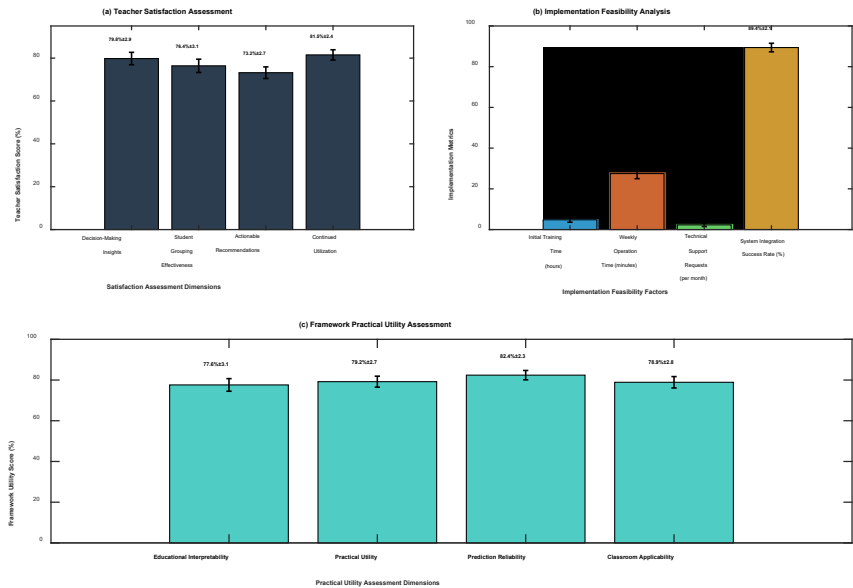 (a) Teacher Satisfaction Assessment
79.8%±2.9
76.4%±3.1
73.2%±2.7
81.5%±2.4
80
60
40
20
0
Teacher Satisfaction Score (%)
Decision-Making
Insights
Student
Grouping
Effectiveness
Actionable
Recommendations
Continued
Utilization
Satisfaction Assessment Dimensions
(b) Implementation Feasibility Analysis
100
80
60
40
20
0
Implementation Metrics
Initial Training
Time
(hours)
Weekly
Operation
Time (minutes)
Technical
Support
Requests
(per month)
System Integration
Success Rate (%)
Implementation Feasibility Factors
(c) Framework Practical Utility Assessment
77.6%±3.1
79.2%±2.7
82.4%±2.3
78.9%±2.8
100
80
60
40
20
0
Framework Utility Score (%)
Educational Interpretability
Practical Utility
Prediction Reliability
Classroom Applicability
Practical Utility Assessment Dimensions